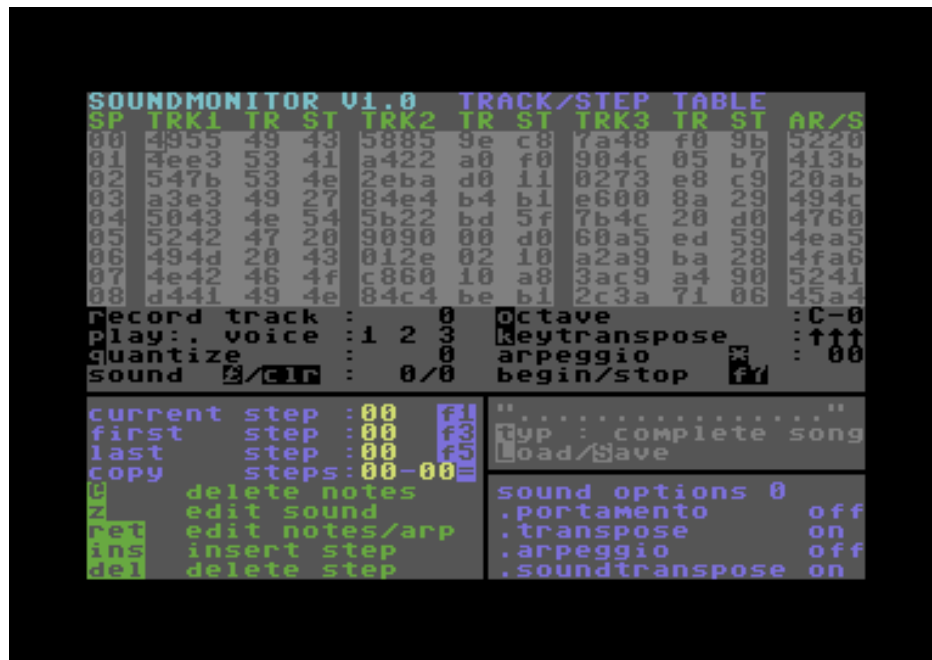 SOUNDMONITOR V1.0 TRACK/STEP TABLE
SP TRK1 TR ST TRK2 TR ST TRK3 TR ST AR/S
00 4955 49 43 5885 9e c8 7a48 f0 9b 5220
01 4ee3 53 41 a422 a0 f0 904c 05 b7 413b
02 547b 53 4e 2eba d0 11 0273 e8 c9 20ab
03 a3e3 49 27 84e4 b4 b1 e600 8a 29 494c
04 5043 4e 54 5b22 bd 5f 7b4c 20 d0 4760
05 5242 47 20 9090 00 d0 60a5 ed 59 4ea5
06 494d 20 43 012e 02 10 a2a9 ba 28 4fa6
07 4e42 46 4f c860 10 a8 3ac9 a4 90 5241
08 d441 49 4e 84c4 be b1 2c3a 71 06 45a4
record track : 0 octave :C-0
play:. voice :1 2 3 keytranspose :↑↑↑
quantize : 0 arpeggio * : 00
sound £/clr : 0/0 begin/stop f7
current step :00 f1
first step :00 f3
last step :00 f5
copy steps:00-00=
C delete notes
z edit sound
ret edit notes/arp
ins insert step
del delete step
"................"
typ : complete song
Load/Save
sound options 0
.portamento off
.transpose on
.arpeggio off
.soundtranspose on